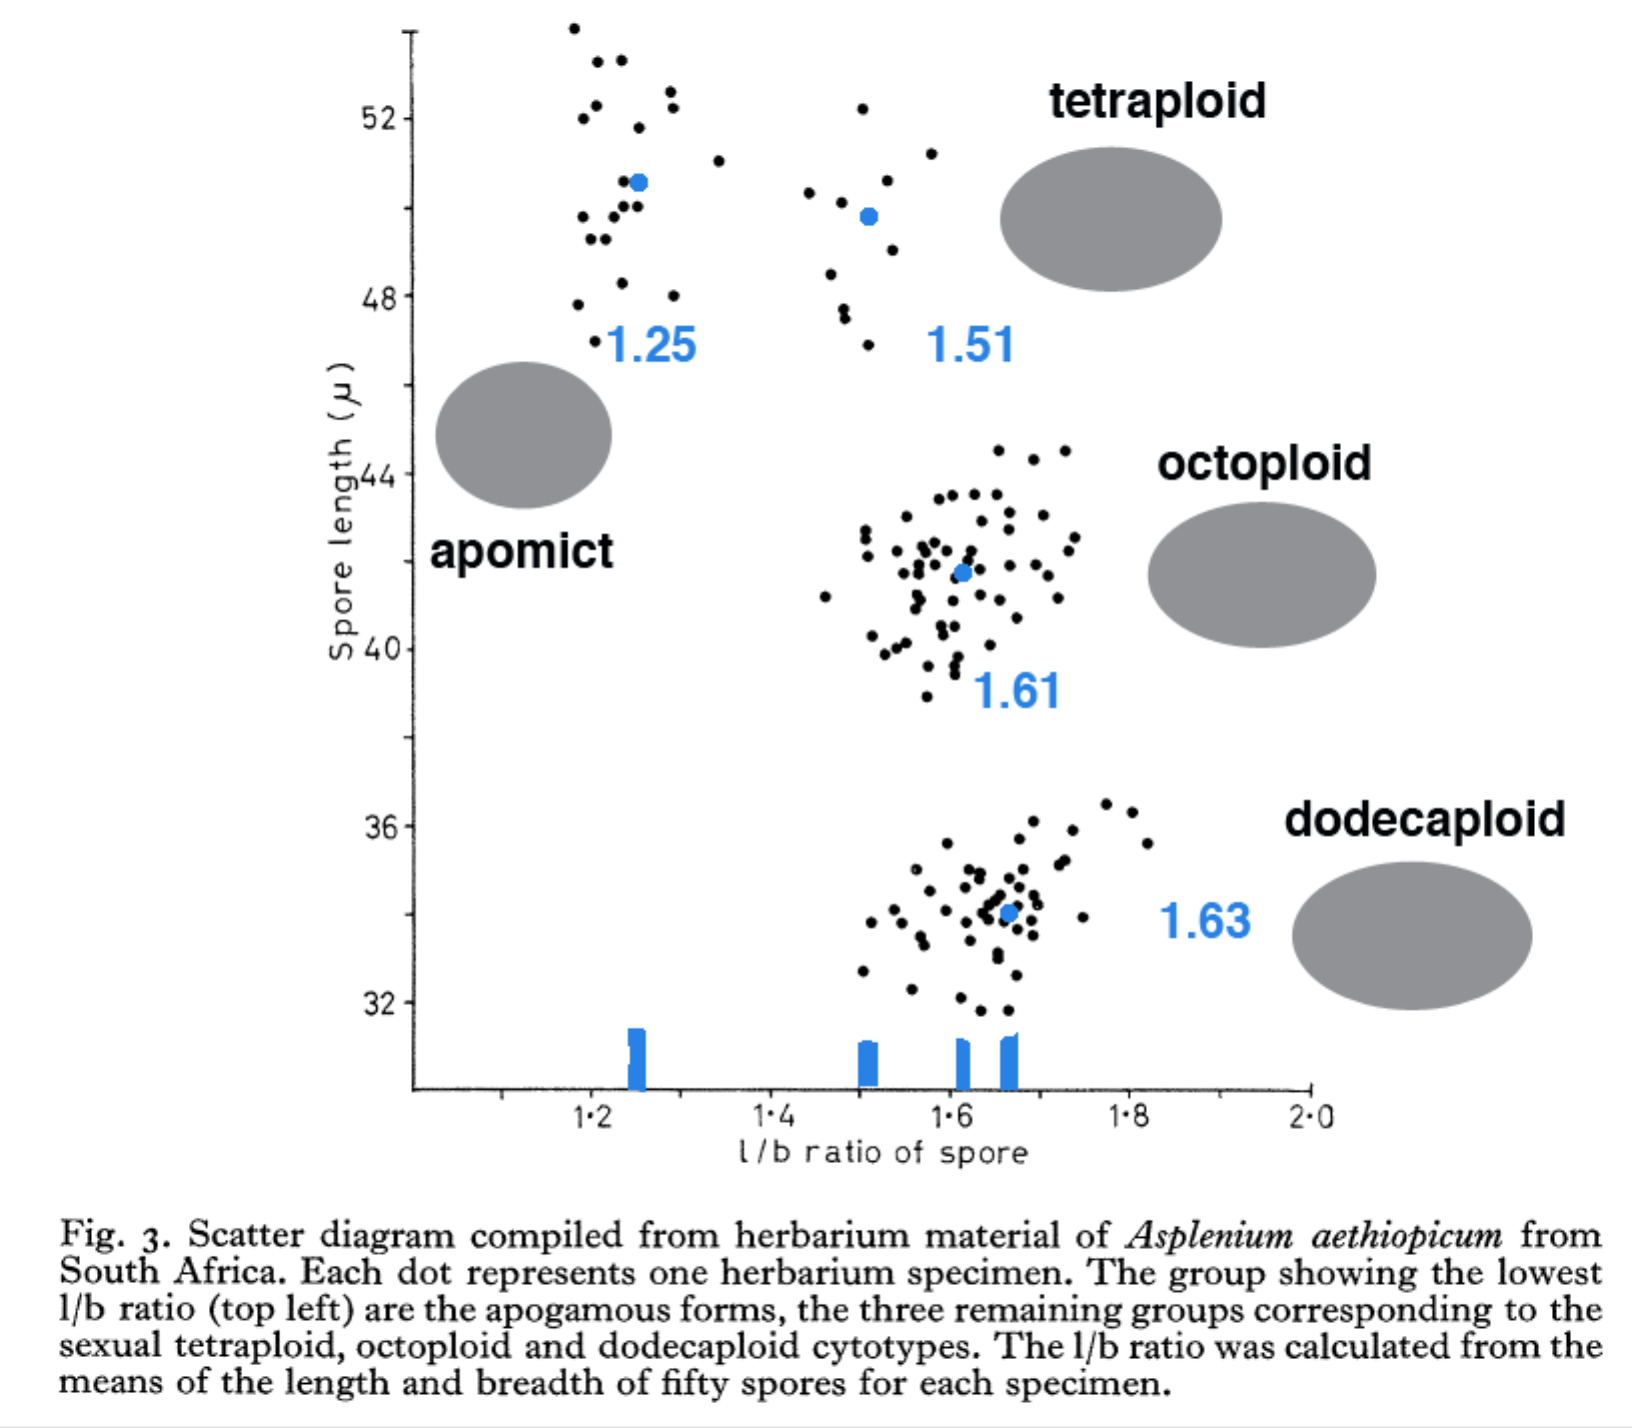 52
48
44
40
36
32
Spore length (µ)
tetraploid
1.25
1.51
apomict
octoploid
1.61
dodecaploid
1.63
1·2
1·4
1·6
1·8
2·0
l/b ratio of spore
Fig. 3. Scatter diagram compiled from herbarium material of Asplenium aethiopicum from
South Africa. Each dot represents one herbarium specimen. The group showing the lowest
l/b ratio (top left) are the apogamous forms, the three remaining groups corresponding to the
sexual tetraploid, octoploid and dodecaploid cytotypes. The l/b ratio was calculated from the
means of the length and breadth of fifty spores for each specimen.